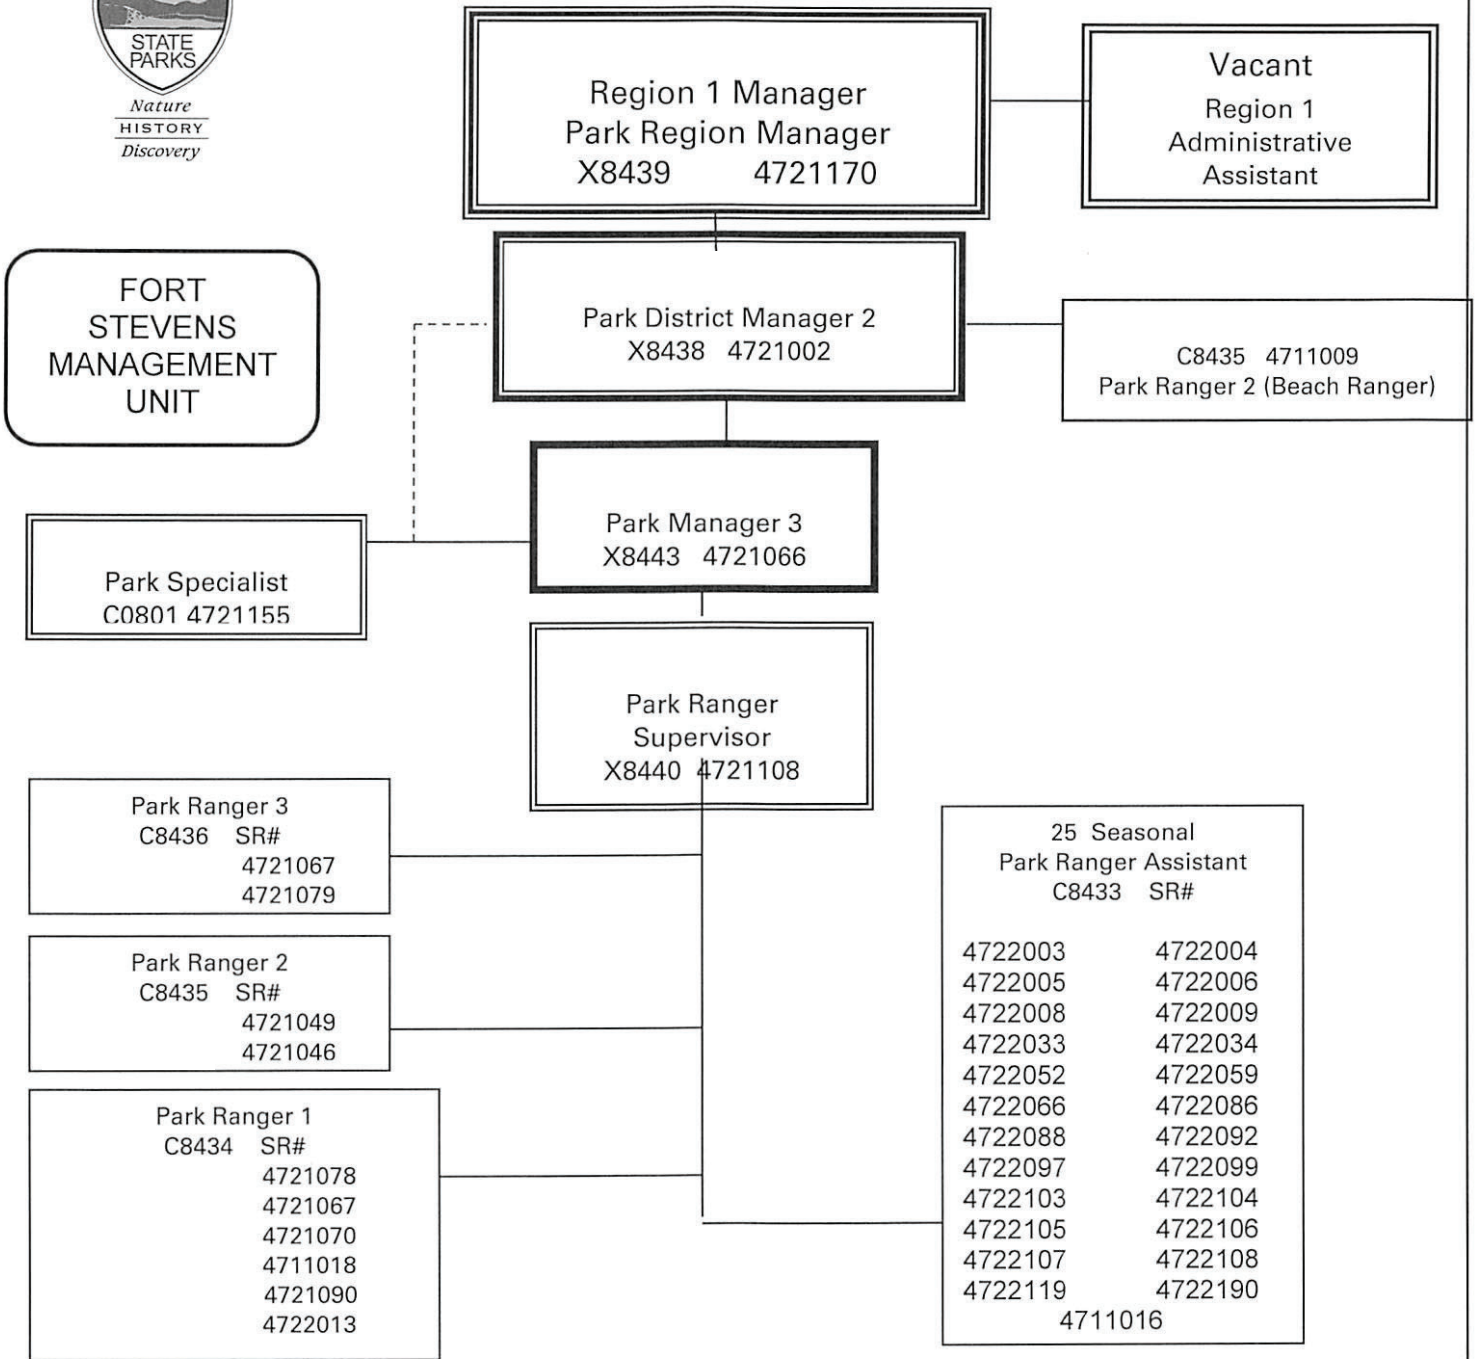 STATE
PARKS
Nature
HISTORY
Discovery
Region 1 Manager
Park Region Manager
X8439 4721170
Vacant
Region 1
Administrative
Assistant
FORT
STEVENS
MANAGEMENT
UNIT
Park District Manager 2
X8438 4721002
C8435 4711009
Park Ranger 2 (Beach Ranger)
Park Manager 3
X8443 4721066
Park Specialist
C0801 4721155
Park Ranger
Supervisor
X8440 4721108
Park Ranger 3
C8436 SR#
4721067
4721079
Park Ranger 2
C8435 SR#
4721049
4721046
Park Ranger 1
C8434 SR#
4721078
4721067
4721070
4711018
4721090
4722013
25 Seasonal
Park Ranger Assistant
C8433 SR#
4722003 4722004
4722005 4722006
4722008 4722009
4722033 4722034
4722052 4722059
4722066 4722086
4722088 4722092
4722097 4722099
4722103 4722104
4722105 4722106
4722107 4722108
4722119 4722190
4711016